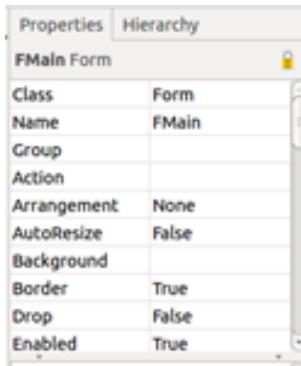 Properties Hierarchy
FMain Form
Class Form
Name FMain
Group
Action
Arrangement None
AutoResize False
Background
Border True
Drop False
Enabled True